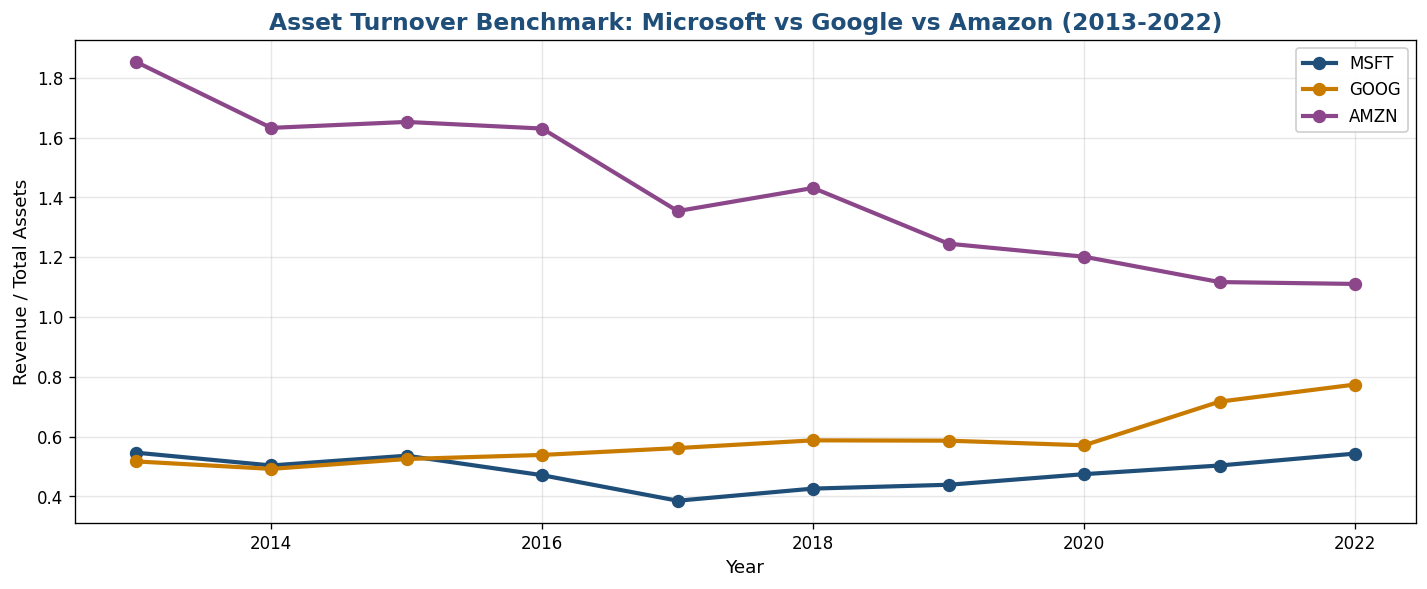 Asset Turnover Benchmark: Microsoft vs Google vs Amazon (2013-2022)
MSFT
GOOG
AMZN
Revenue / Total Assets
1.8
1.6
1.4
1.2
1.0
0.8
0.6
0.4
2014
2016
2018
2020
2022
Year